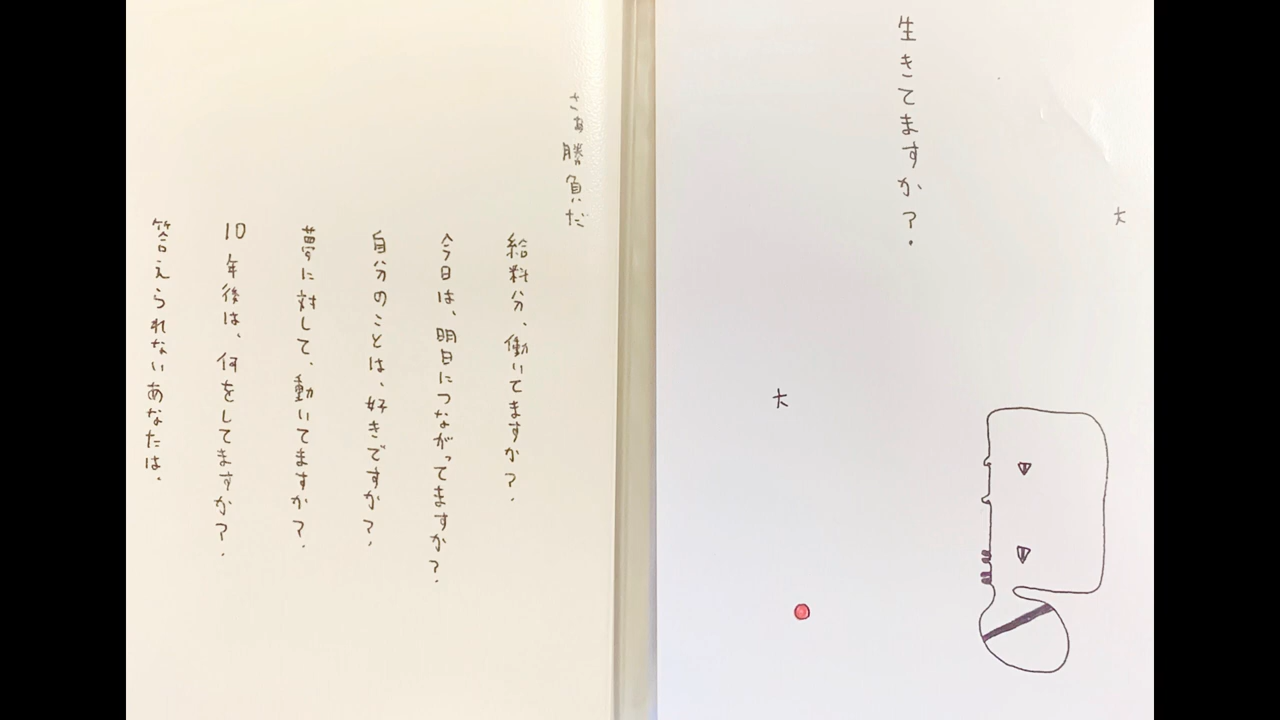 生きてますか？
さぁ勝負だ
給料分、働いてますか？
今日は、明日につながってますか？
自分のことは、好きですか？
夢に対して、動いてますか？
10年後は、何をしてますか？
答えられないあなたは、